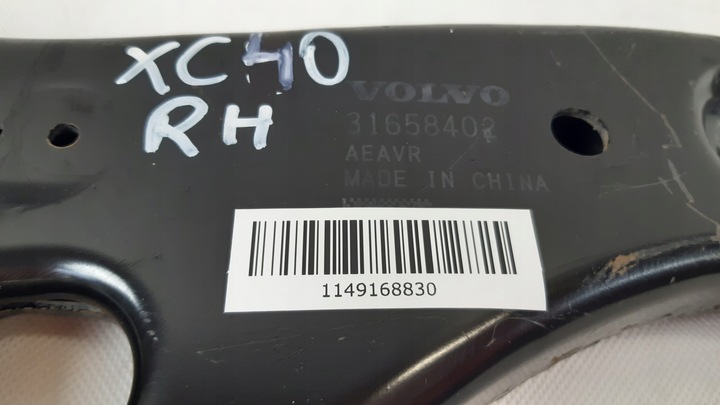 XC40
RH
VOLVO
31658402
AEAVR
MADE IN CHINA
1149168830